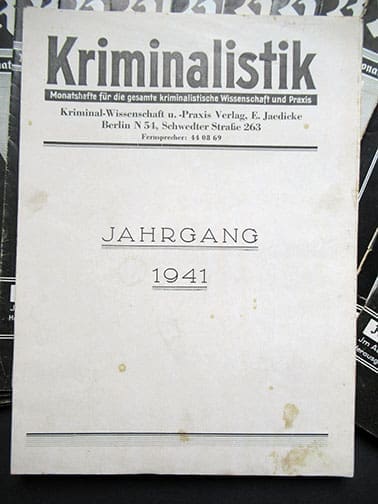 Kriminalistik
Monatshefte für die gesamte kriminalistische Wissenschaft und Praxis
Kriminal-Wissenschaft u. -Praxis Verlag, E. Jaedicke
Berlin N 54, Schwedter Straße 263
Fernsprecher: 44 08 69
JAHRGANG
1941